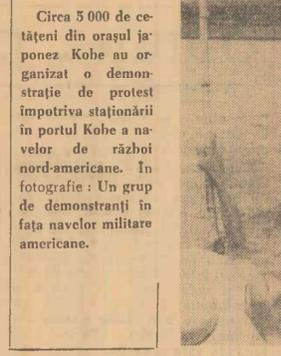 Circa 5 000 de ce-
tățeni din orașul ja-
ponez Kobe au or-
ganizat o demon-
strație de protest
împotriva staționării
în portul Kobe a na-
velor de război
nord-americane. În
fotografie : Un grup
de demonstranți în
fața navelor militare
americane.